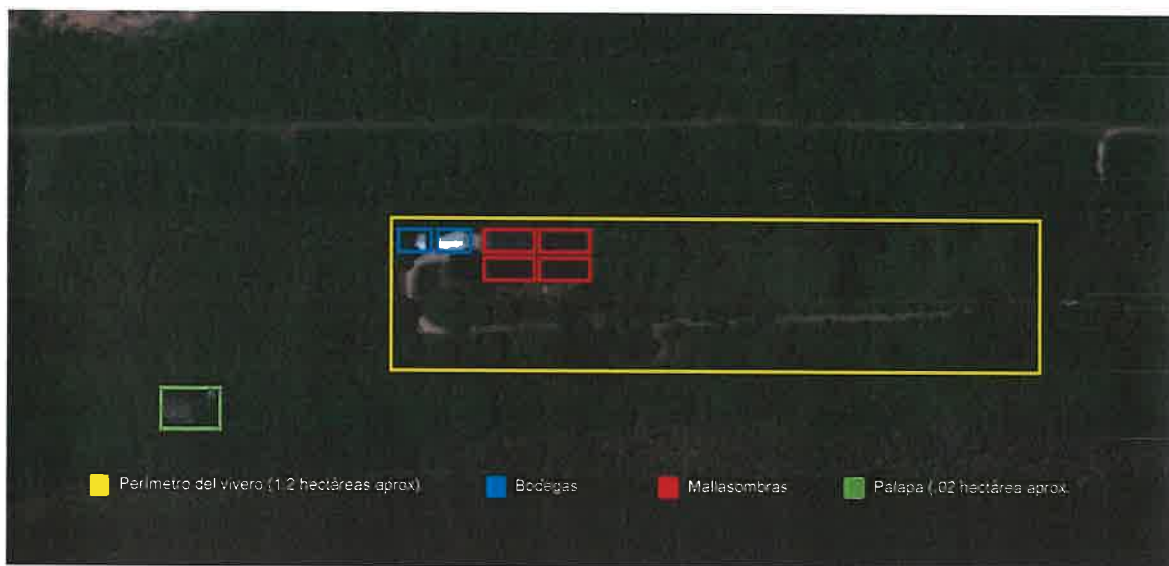 Perímetro del vivero (1.2 hectáreas aprox)
Bodegas
Mallasombras
Palapa (.02 hectárea aprox.